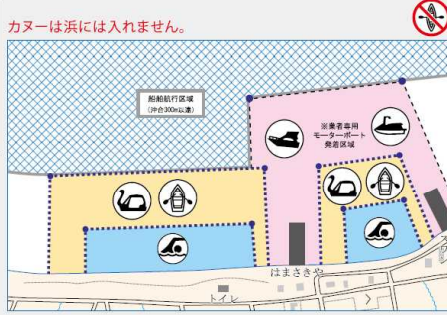 カヌーは浜には入れません。
船舶航行区域
(沖合300m以遠)
※業者専用
モーターボート
発着区域
はまさきや
トイレ